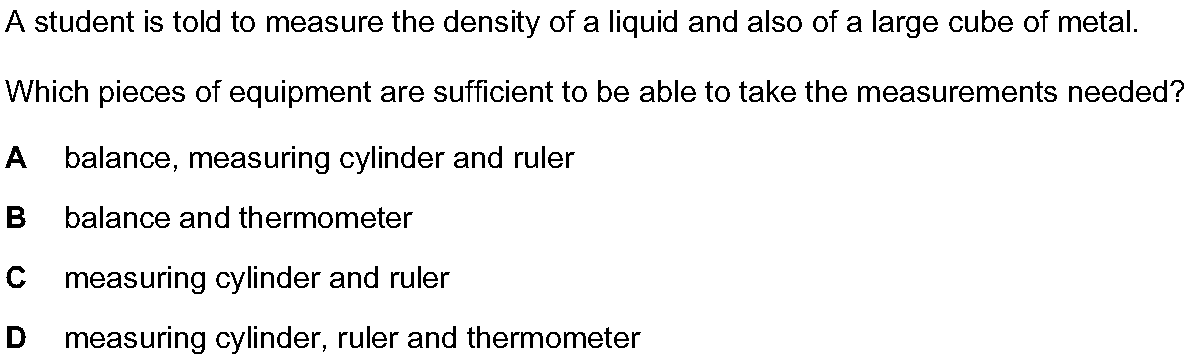 A student is told to measure the density of a liquid and also of a large cube of metal.
Which pieces of equipment are sufficient to be able to take the measurements needed?
A balance, measuring cylinder and ruler
B balance and thermometer
C measuring cylinder and ruler
D measuring cylinder, ruler and thermometer